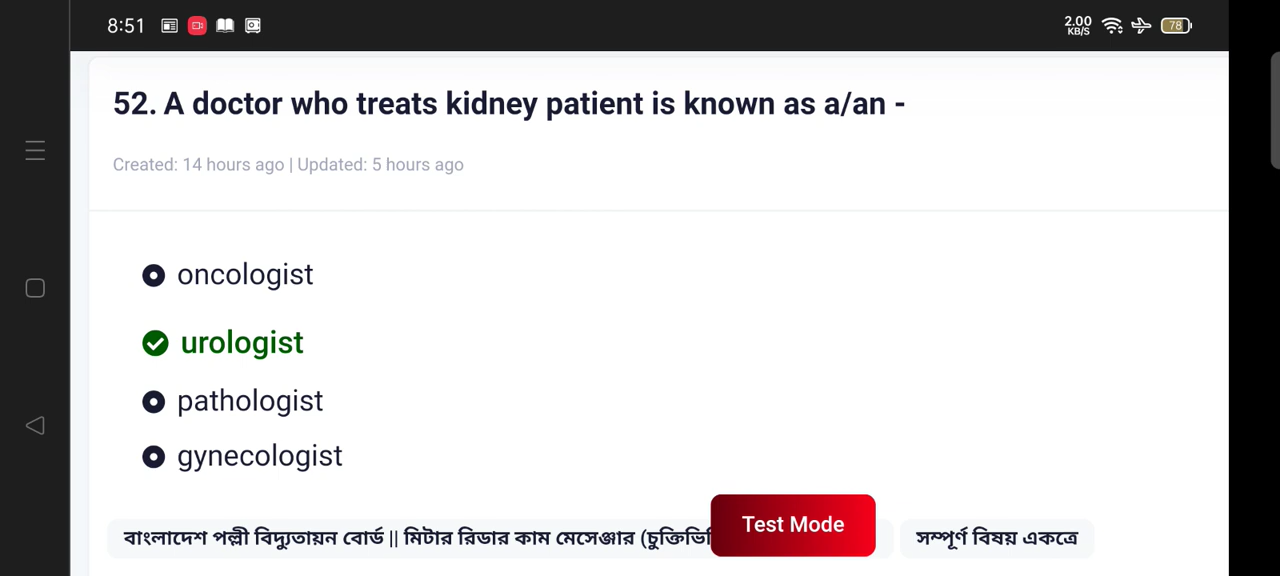 8:51
2.00
KB/S
78
52. A doctor who treats kidney patient is known as a/an -
Created: 14 hours ago | Updated: 5 hours ago
oncologist
urologist
pathologist
gynecologist
বাংলাদেশ পল্লী বিদ্যুতায়ন বোর্ড || মিটার রিডার কাম মেসেঞ্জার
Test Mode
সম্পূর্ণ বিষয় একত্রে